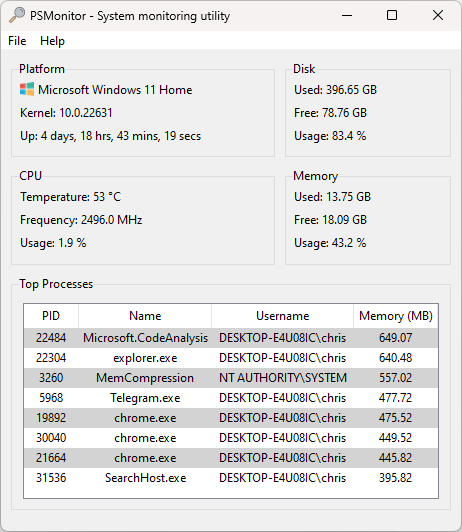 PSMonitor - System monitoring utility
File Help
Platform
Microsoft Windows 11 Home
Kernel: 10.0.22631
Up: 4 days, 18 hrs, 43 mins, 19 secs
Disk
Used: 396.65 GB
Free: 78.76 GB
Usage: 83.4 %
CPU
Temperature: 53 °C
Frequency: 2496.0 MHz
Usage: 1.9 %
Memory
Used: 13.75 GB
Free: 18.09 GB
Usage: 43.2 %
Top Processes
PID Name Username Memory (MB)
22484 Microsoft.CodeAnalysis DESKTOP-E4U08IC\chris 649.07
22304 explorer.exe DESKTOP-E4U08IC\chris 640.48
3260 MemCompression NT AUTHORITY\SYSTEM 557.02
5968 Telegram.exe DESKTOP-E4U08IC\chris 477.72
19892 chrome.exe DESKTOP-E4U08IC\chris 475.52
30040 chrome.exe DESKTOP-E4U08IC\chris 449.52
21664 chrome.exe DESKTOP-E4U08IC\chris 445.82
31536 SearchHost.exe DESKTOP-E4U08IC\chris 395.82